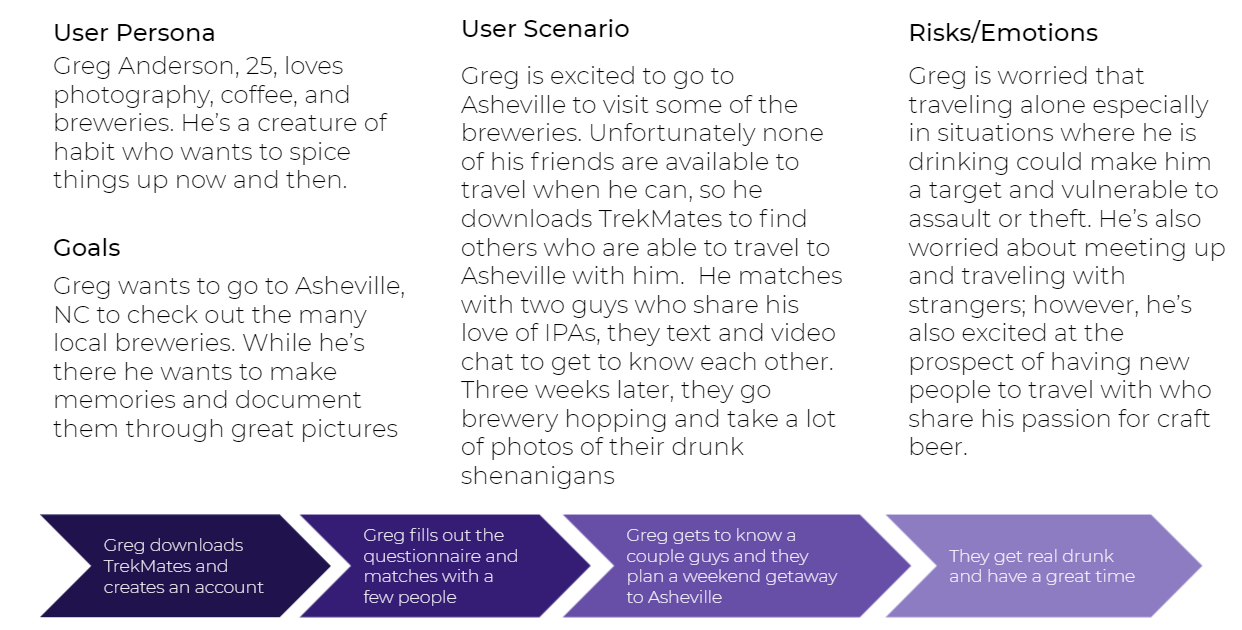 User Persona
Greg Anderson, 25, loves
photography, coffee, and
breweries. He’s a creature of
habit who wants to spice
things up now and then.
Goals
Greg wants to go to Asheville,
NC to check out the many
local breweries. While he’s
there he wants to make
memories and document
them through great pictures
User Scenario
Greg is excited to go to
Asheville to visit some of the
breweries. Unfortunately none
of his friends are available to
travel when he can, so he
downloads TrekMates to find
others who are able to travel to
Asheville with him.  He matches
with two guys who share his
love of IPAs, they text and video
chat to get to know each other.
Three weeks later, they go
brewery hopping and take a lot
of photos of their drunk
shenanigans
Risks/Emotions
Greg is worried that
traveling alone especially
in situations where he is
drinking could make him
a target and vulnerable to
assault or theft. He’s also
worried about meeting up
and traveling with
strangers; however, he’s
also excited at the
prospect of having new
people to travel with who
share his passion for craft
beer.
Greg downloads
TrekMates and
creates an account
Greg fills out the
questionnaire and
matches with a
few people
Greg gets to know a
couple guys and they
plan a weekend getaway
to Asheville
They get real drunk
and have a great time